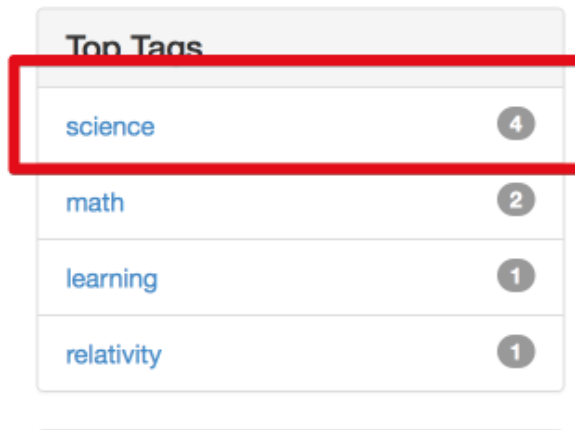 Top Tags
science 4
math 2
learning 1
relativity 1